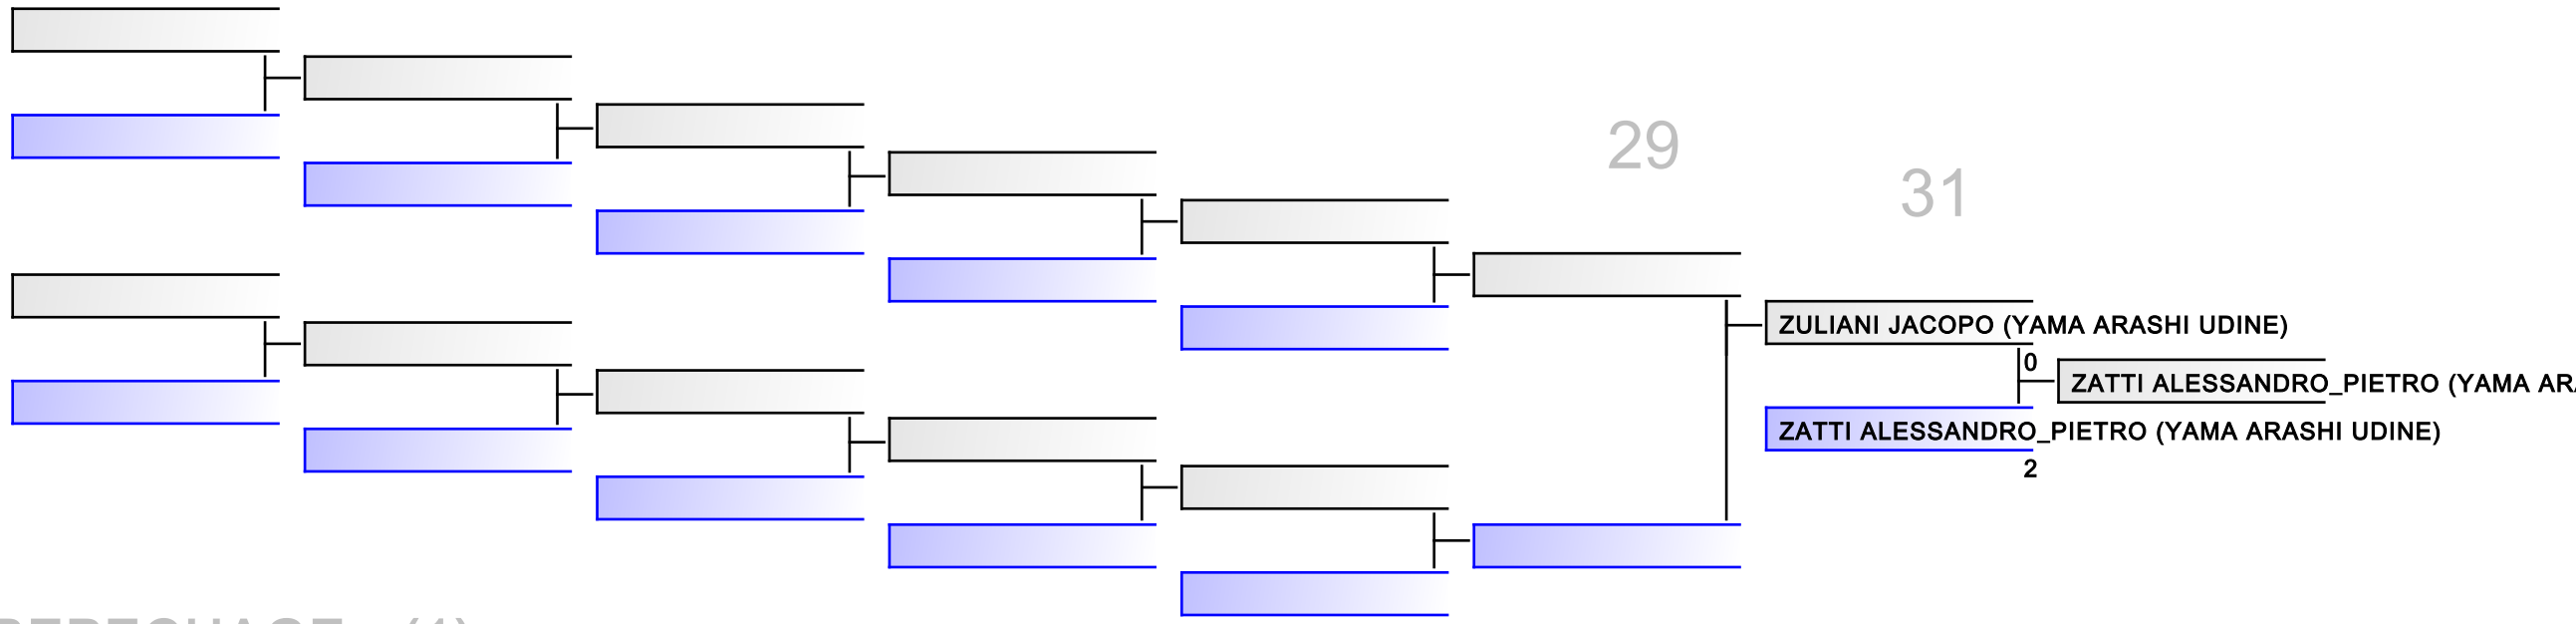 29
31
ZULIANI JACOPO (YAMA ARASHI UDINE)
0
ZATTI ALESSANDRO_PIETRO (YAMA AR
ZATTI ALESSANDRO_PIETRO (YAMA ARASHI UDINE)
2